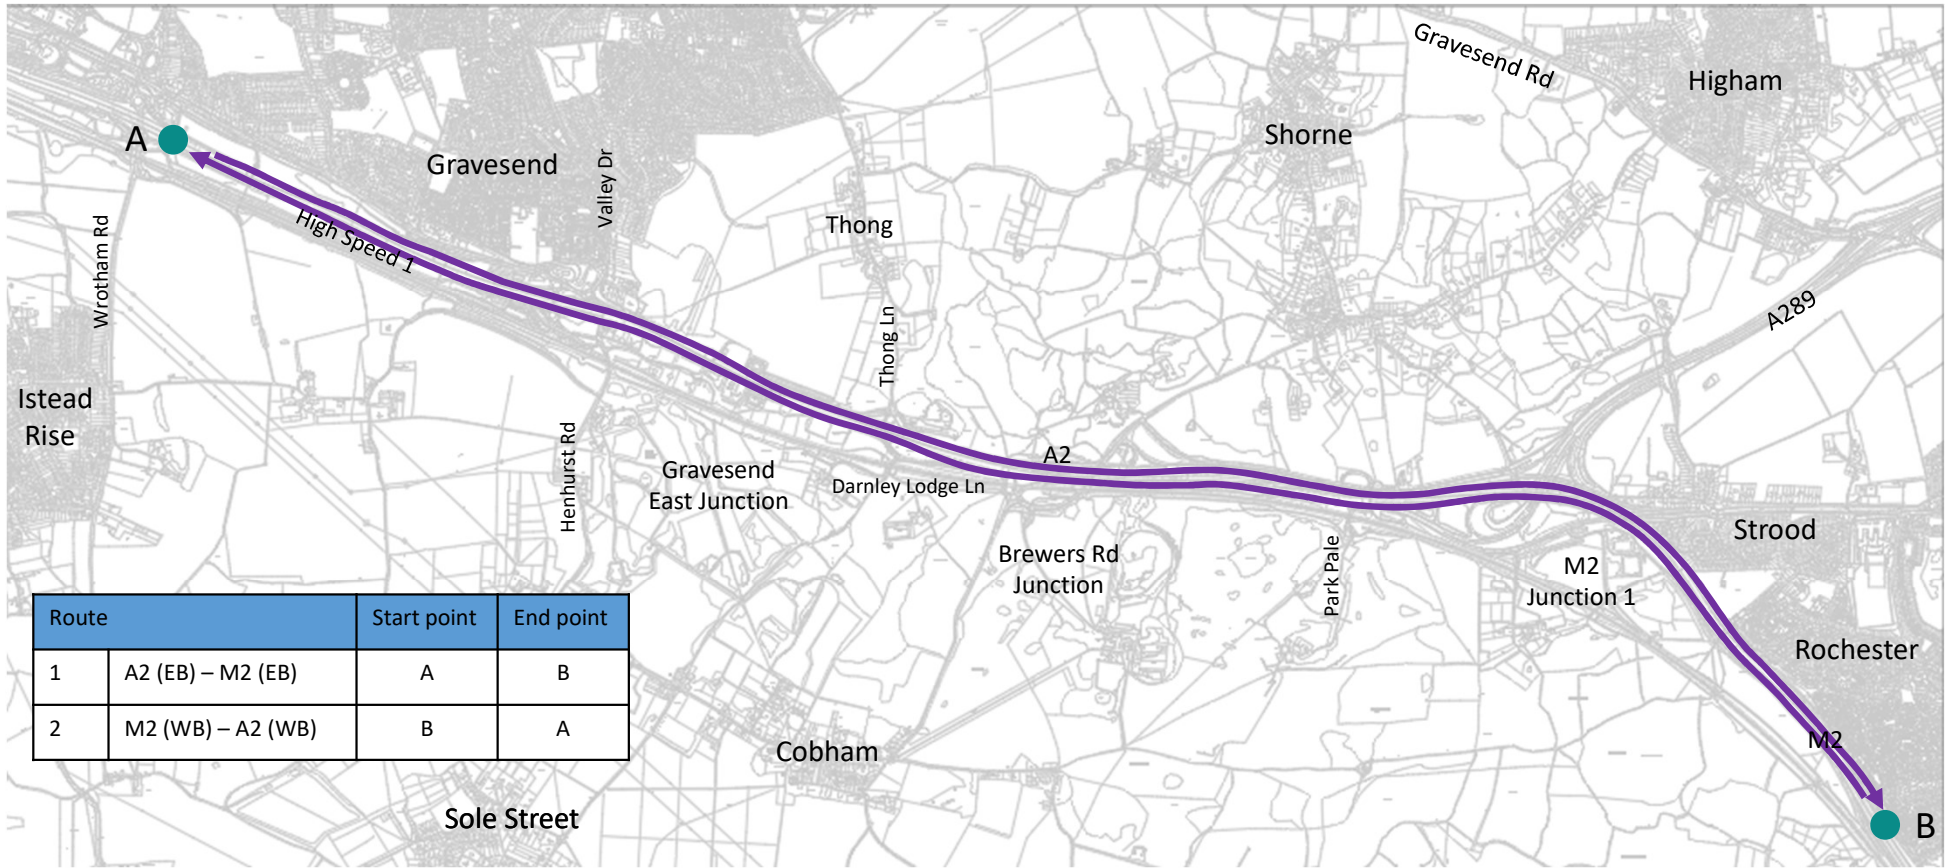 Gravesend Rd
Higham
A
Shorne
Gravesend
Valley Dr
Thong
Wrotham Rd
High Speed 1
A289
Thong Ln
Istead
Rise
Henhurst Rd
A2
Gravesend
East Junction
Darnley Lodge Ln
Strood
Brewers Rd
Junction
Park Pale
M2
Junction 1
Route Start point End point
1 A2 (EB) – M2 (EB) A B
2 M2 (WB) – A2 (WB) B A
Rochester
M2
Cobham
Sole Street
B